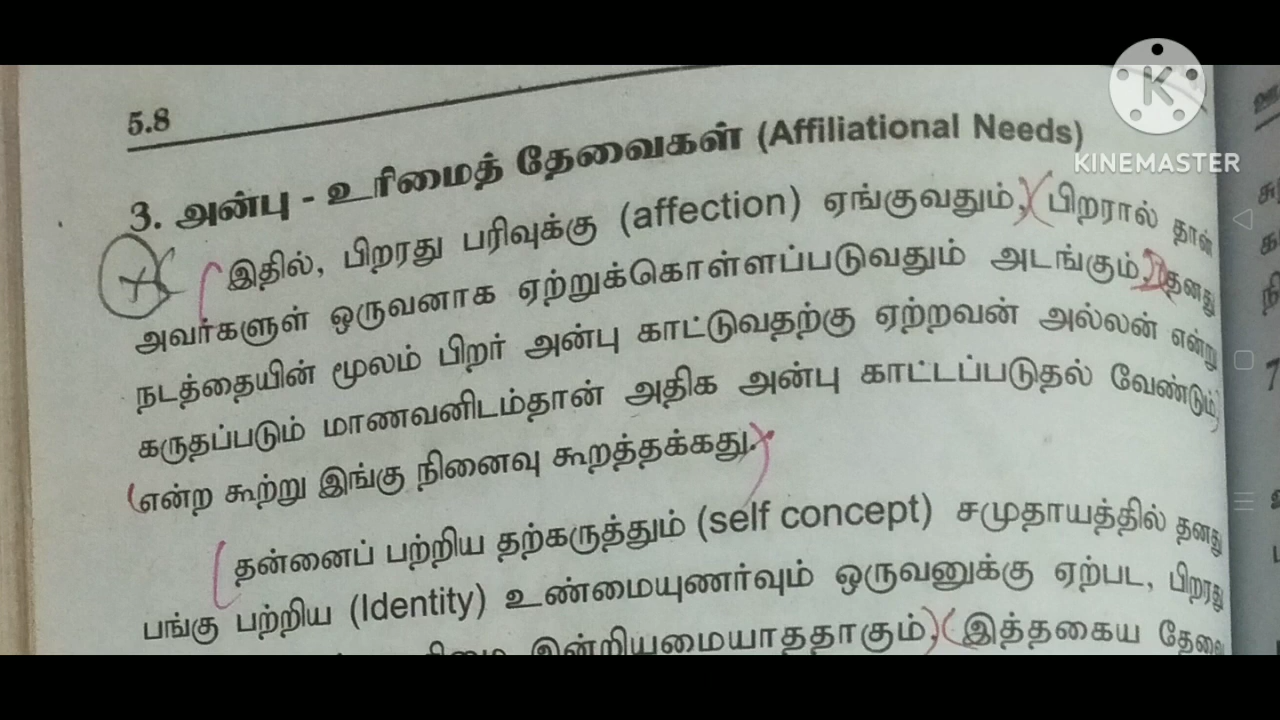 5.8
3. அன்பு - உரிமைத் தேவைகள் (Affiliational Needs)
இதில், பிறரது பரிவுக்கு (affection) ஏங்குவதும், பிறரால் தான்
அவர்களுள் ஒருவனாக ஏற்றுக்கொள்ளப்படுவதும் அடங்கும். தனது
நடத்தையின் மூலம் பிறர் அன்பு காட்டுவதற்கு ஏற்றவன் அல்லன் என்று
கருதப்படும் மாணவனிடம்தான் அதிக அன்பு காட்டப்படுதல் வேண்டும்
என்ற கூற்று இங்கு நினைவு கூறத்தக்கது.
தன்னைப் பற்றிய தற்கருத்தும் (self concept) சமுதாயத்தில் தனது
பங்கு பற்றிய (Identity) உண்மையுணர்வும் ஒருவனுக்கு ஏற்பட, பிறரது
இன்றியமையாததாகும். இத்தகைய
KINEMASTER